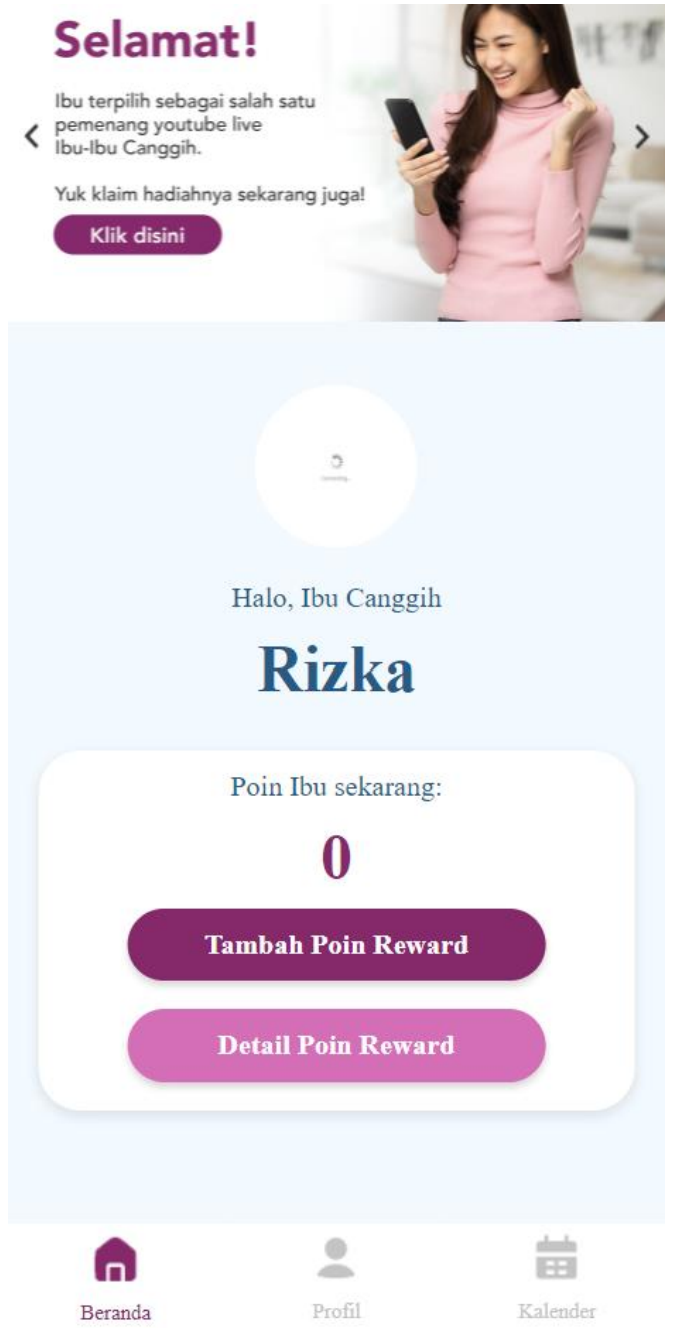 Selamat!
Ibu terpilih sebagai salah satu
pemenang youtube live
Ibu-Ibu Canggih.
Yuk klaim hadiahnya sekarang juga!
Klik disini
Halo, Ibu Canggih
Rizka
Poin Ibu sekarang:
0
Tambah Poin Reward
Detail Poin Reward
Beranda
Profil
Kalender